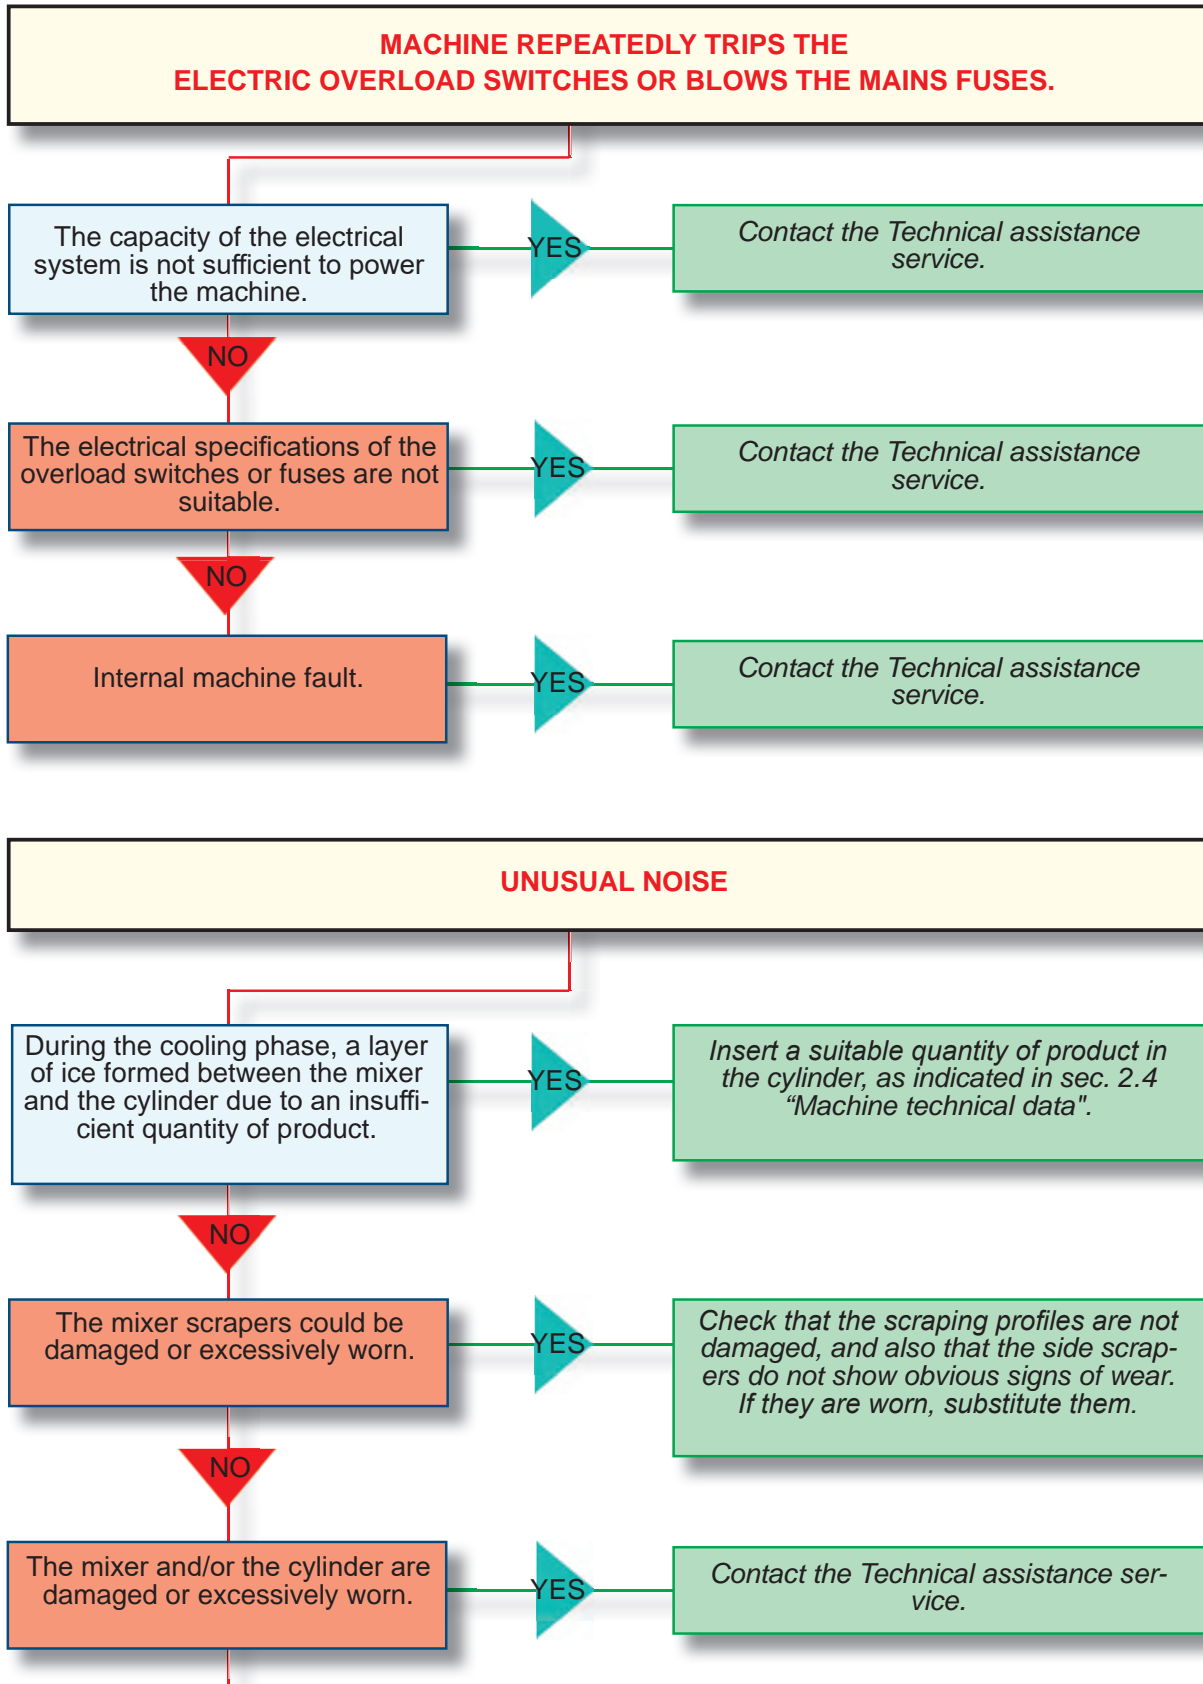 MACHINE REPEATEDLY TRIPS THE
ELECTRIC OVERLOAD SWITCHES OR BLOWS THE MAINS FUSES.
The capacity of the electrical
system is not sufficient to power
the machine.
YES
Contact the Technical assistance
service.
NO
The electrical specifications of the
overload switches or fuses are not
suitable.
YES
Contact the Technical assistance
service.
NO
Internal machine fault.
YES
Contact the Technical assistance
service.
UNUSUAL NOISE
During the cooling phase, a layer
of ice formed between the mixer
and the cylinder due to an insuffi-
cient quantity of product.
YES
Insert a suitable quantity of product in
the cylinder, as indicated in sec. 2.4
“Machine technical data".
NO
The mixer scrapers could be
damaged or excessively worn.
YES
Check that the scraping profiles are not
damaged, and also that the side scrap-
ers do not show obvious signs of wear.
If they are worn, substitute them.
NO
The mixer and/or the cylinder are
damaged or excessively worn.
YES
Contact the Technical assistance ser-
vice.